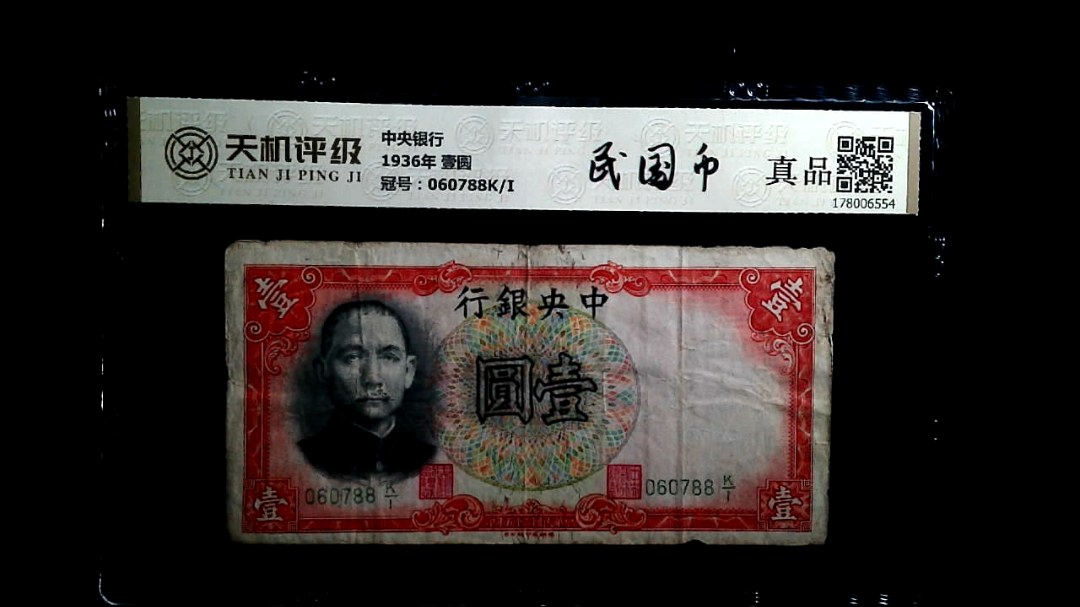 天机评级
TIAN JI PING JI
中央银行
1936年 壹圆
冠号：060788K/I
民国币
真品
178006554
壹
壹
行銀央中
圓壹
060788 K/I
060788 K/I
壹
壹